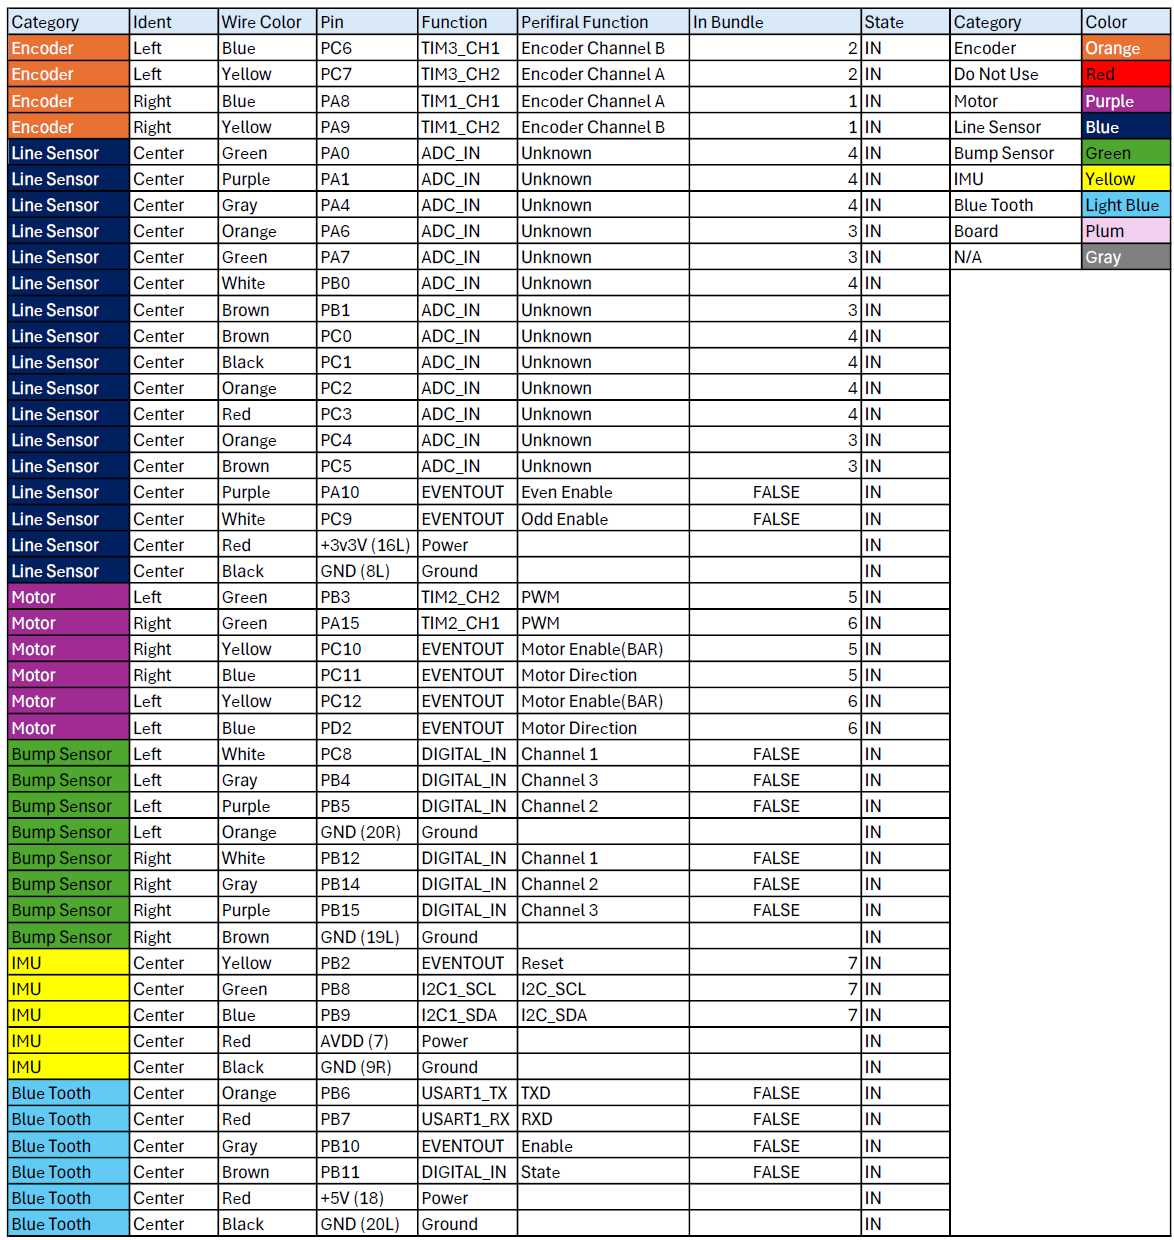 Category Ident Wire Color Pin Function Perifiral Function In Bundle State Category Color
Encoder Left Blue PC6 TIM3_CH1 Encoder Channel B 2 IN Encoder Orange
Encoder Left Yellow PC7 TIM3_CH2 Encoder Channel A 2 IN Do Not Use Red
Encoder Right Blue PA8 TIM1_CH1 Encoder Channel A 1 IN Motor Purple
Encoder Right Yellow PA9 TIM1_CH2 Encoder Channel B 1 IN Line Sensor Blue
Line Sensor Center Green PA0 ADC_IN Unknown 4 IN Bump Sensor Green
Line Sensor Center Purple PA1 ADC_IN Unknown 4 IN IMU Yellow
Line Sensor Center Gray PA4 ADC_IN Unknown 4 IN Blue Tooth Light Blue
Line Sensor Center Orange PA6 ADC_IN Unknown 3 IN Board Plum
Line Sensor Center Green PA7 ADC_IN Unknown 3 IN N/A Gray
Line Sensor Center White PB0 ADC_IN Unknown 4 IN
Line Sensor Center Brown PB1 ADC_IN Unknown 3 IN
Line Sensor Center Brown PC0 ADC_IN Unknown 4 IN
Line Sensor Center Black PC1 ADC_IN Unknown 4 IN
Line Sensor Center Orange PC2 ADC_IN Unknown 4 IN
Line Sensor Center Red PC3 ADC_IN Unknown 4 IN
Line Sensor Center Orange PC4 ADC_IN Unknown 3 IN
Line Sensor Center Brown PC5 ADC_IN Unknown 3 IN
Line Sensor Center Purple PA10 EVENTOUT Even Enable FALSE IN
Line Sensor Center White PC9 EVENTOUT Odd Enable FALSE IN
Line Sensor Center Red +3v3V (16L) Power IN
Line Sensor Center Black GND (8L) Ground IN
Motor Left Green PB3 TIM2_CH2 PWM 5 IN
Motor Right Green PA15 TIM2_CH1 PWM 6 IN
Motor Right Yellow PC10 EVENTOUT Motor Enable(BAR) 5 IN
Motor Right Blue PC11 EVENTOUT Motor Direction 5 IN
Motor Left Yellow PC12 EVENTOUT Motor Enable(BAR) 6 IN
Motor Left Blue PD2 EVENTOUT Motor Direction 6 IN
Bump Sensor Left White PC8 DIGITAL_IN Channel 1 FALSE IN
Bump Sensor Left Gray PB4 DIGITAL_IN Channel 3 FALSE IN
Bump Sensor Left Purple PB5 DIGITAL_IN Channel 2 FALSE IN
Bump Sensor Left Orange GND (20R) Ground IN
Bump Sensor Right White PB12 DIGITAL_IN Channel 1 FALSE IN
Bump Sensor Right Gray PB14 DIGITAL_IN Channel 2 FALSE IN
Bump Sensor Right Purple PB15 DIGITAL_IN Channel 3 FALSE IN
Bump Sensor Right Brown GND (19L) Ground IN
IMU Center Yellow PB2 EVENTOUT Reset 7 IN
IMU Center Green PB8 I2C1_SCL I2C_SCL 7 IN
IMU Center Blue PB9 I2C1_SDA I2C_SDA 7 IN
IMU Center Red AVDD (7) Power IN
IMU Center Black GND (9R) Ground IN
Blue Tooth Center Orange PB6 USART1_TX TXD FALSE IN
Blue Tooth Center Red PB7 USART1_RX RXD FALSE IN
Blue Tooth Center Gray PB10 EVENTOUT Enable FALSE IN
Blue Tooth Center Brown PB11 DIGITAL_IN State FALSE IN
Blue Tooth Center Red +5V (18) Power IN
Blue Tooth Center Black GND (20L) Ground IN